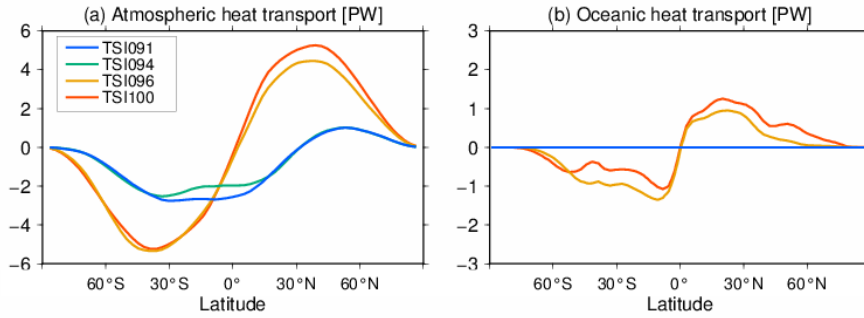 (a) Atmospheric heat transport [PW]
6
4
2
0
−2
−4
−6
TSI091
TSI094
TSI096
TSI100
60°S 30°S 0° 30°N 60°N
Latitude
(b) Oceanic heat transport [PW]
3
2
1
0
−1
−2
−3
60°S 30°S 0° 30°N 60°N
Latitude